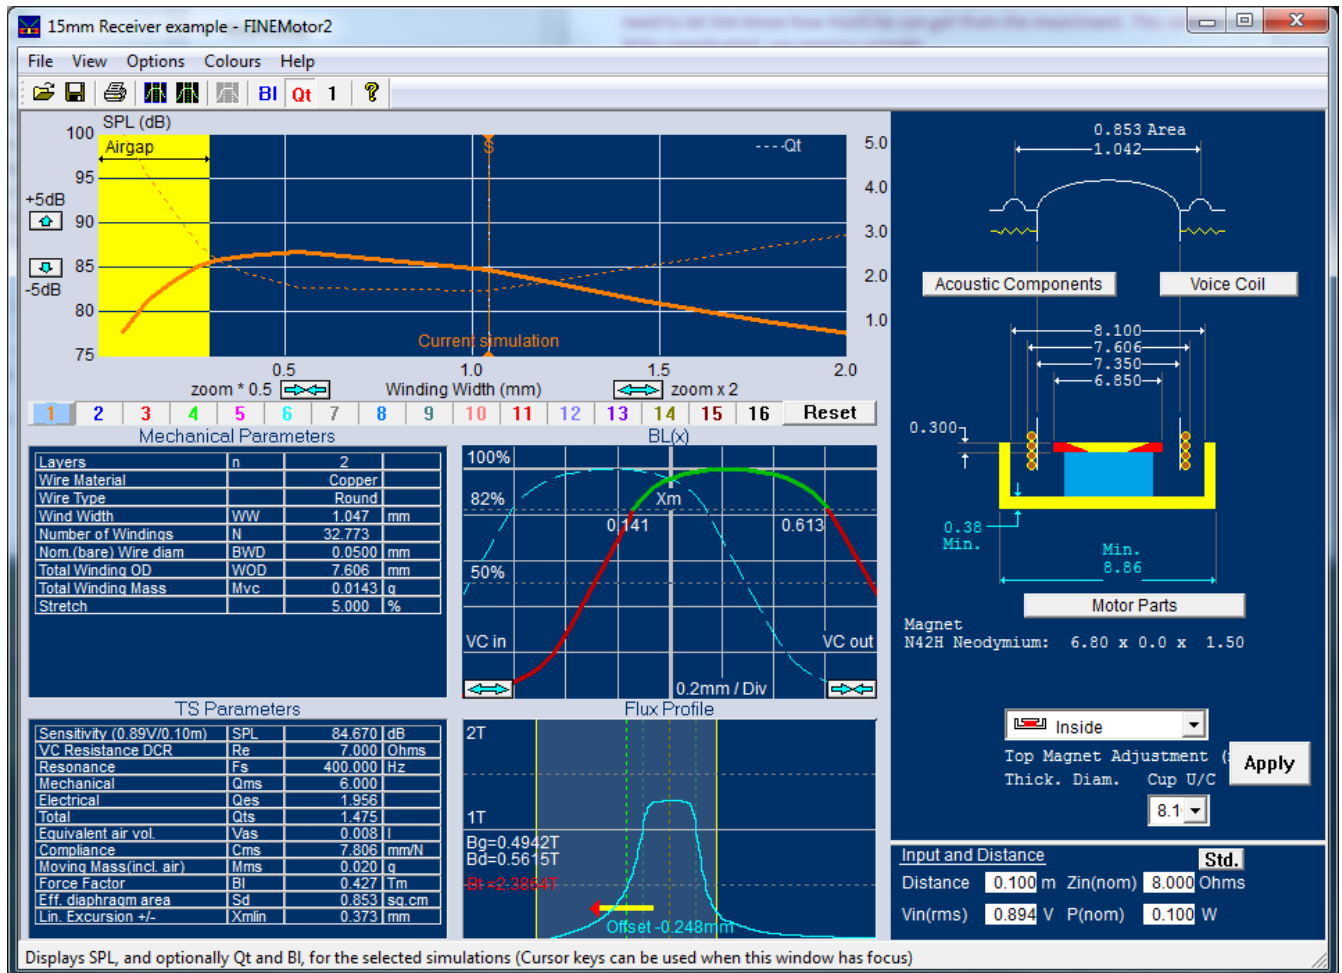 15mm Receiver example - FINEMotor2
File View Options Colours Help
Bl Qt 1 ?
SPL (dB)
100
95
90
85
80
75
Airgap
S
----Qt
5.0
4.0
3.0
2.0
1.0
+5dB
-5dB
Current simulation
0.5 1.0 1.5 2.0
zoom * 0.5 Winding Width (mm) zoom x 2
1 2 3 4 5 6 7 8 9 10 11 12 13 14 15 16 Reset
Mechanical Parameters
Layers n 2
Wire Material Copper
Wire Type Round
Wind Width WW 1.047 mm
Number of Windings N 32.773
Nom.(bare) Wire diam BWD 0.0500 mm
Total Winding OD WOD 7.606 mm
Total Winding Mass Mvc 0.0143 g
Stretch 5.000 %
BL(x)
100%
82%
Xm
0.141 0.613
50%
VC in VC out
0.2mm / Div
TS Parameters
Sensitivity (0.89V/0.10m) SPL 84.670 dB
VC Resistance DCR Re 7.000 Ohms
Resonance Fs 400.000 Hz
Mechanical Qms 6.000
Electrical Qes 1.956
Total Qts 1.475
Equivalent air vol. Vas 0.008 l
Compliance Cms 7.806 mm/N
Moving Mass(incl. air) Mms 0.020 g
Force Factor Bl 0.427 Tm
Eff. diaphragm area Sd 0.853 sq.cm
Lin. Excursion +/- Xmlin 0.373 mm
Flux Profile
2T
1T
Bg=0.4942T
Bd=0.5615T
Bt =2.3864T
Offset -0.248mm
0.853 Area
1.042
Acoustic Components Voice Coil
8.100
7.606
7.350
6.850
0.300
0.38
Min.
Min.
8.86
Motor Parts
Magnet
N42H Neodymium: 6.80 x 0.0 x 1.50
Inside
Top Magnet Adjustment (
Thick. Diam. Cup U/C
Apply
8.1
Input and Distance Std.
Distance 0.100 m Zin(nom) 8.000 Ohms
Vin(rms) 0.894 V P(nom) 0.100 W
Displays SPL, and optionally Qt and Bl, for the selected simulations (Cursor keys can be used when this window has focus)